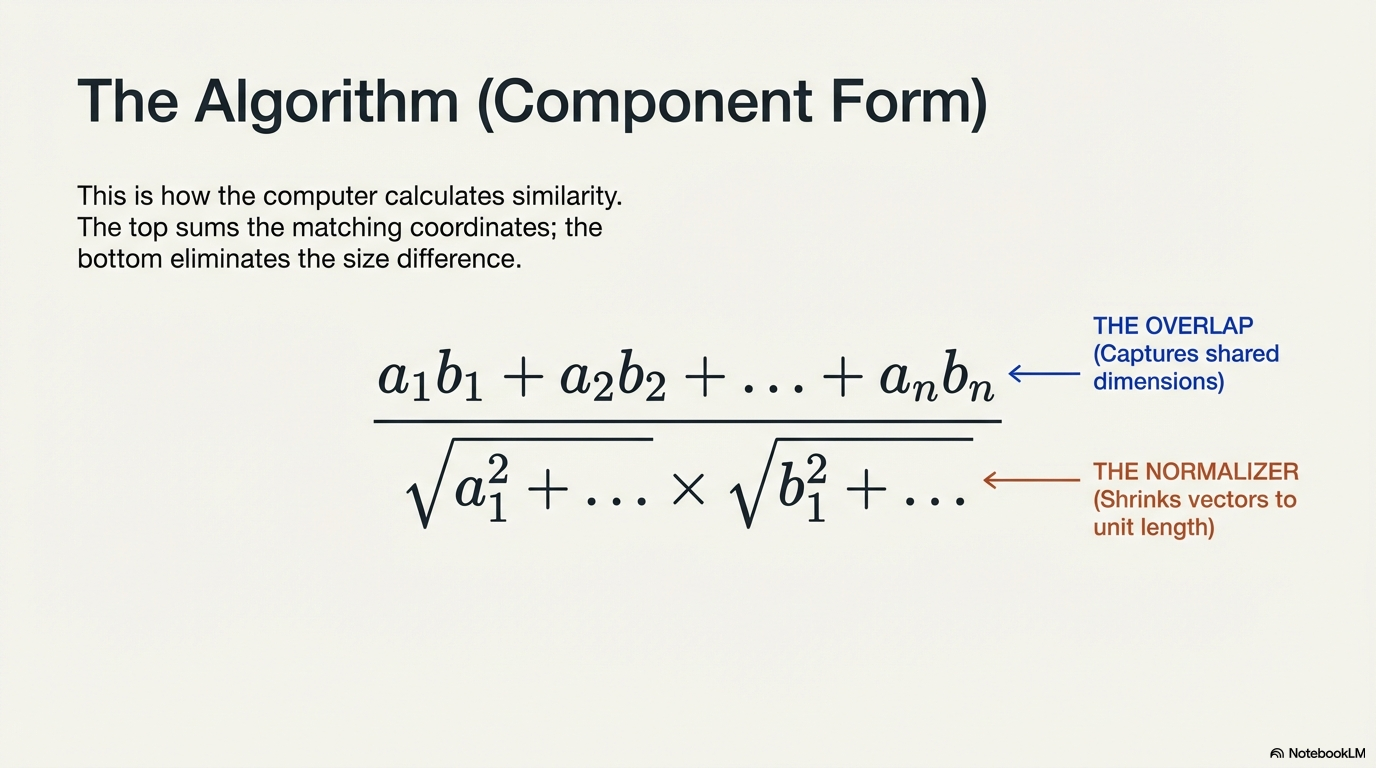 The Algorithm (Component Form)
This is how the computer calculates similarity.
The top sums the matching coordinates; the
bottom eliminates the size difference.
a₁b₁ + a₂b₂ + … + aₙbₙ
√(a₁² + …) × √(b₁² + …)
THE OVERLAP
(Captures shared
dimensions)
THE NORMALIZER
(Shrinks vectors to
unit length)
NotebookLM